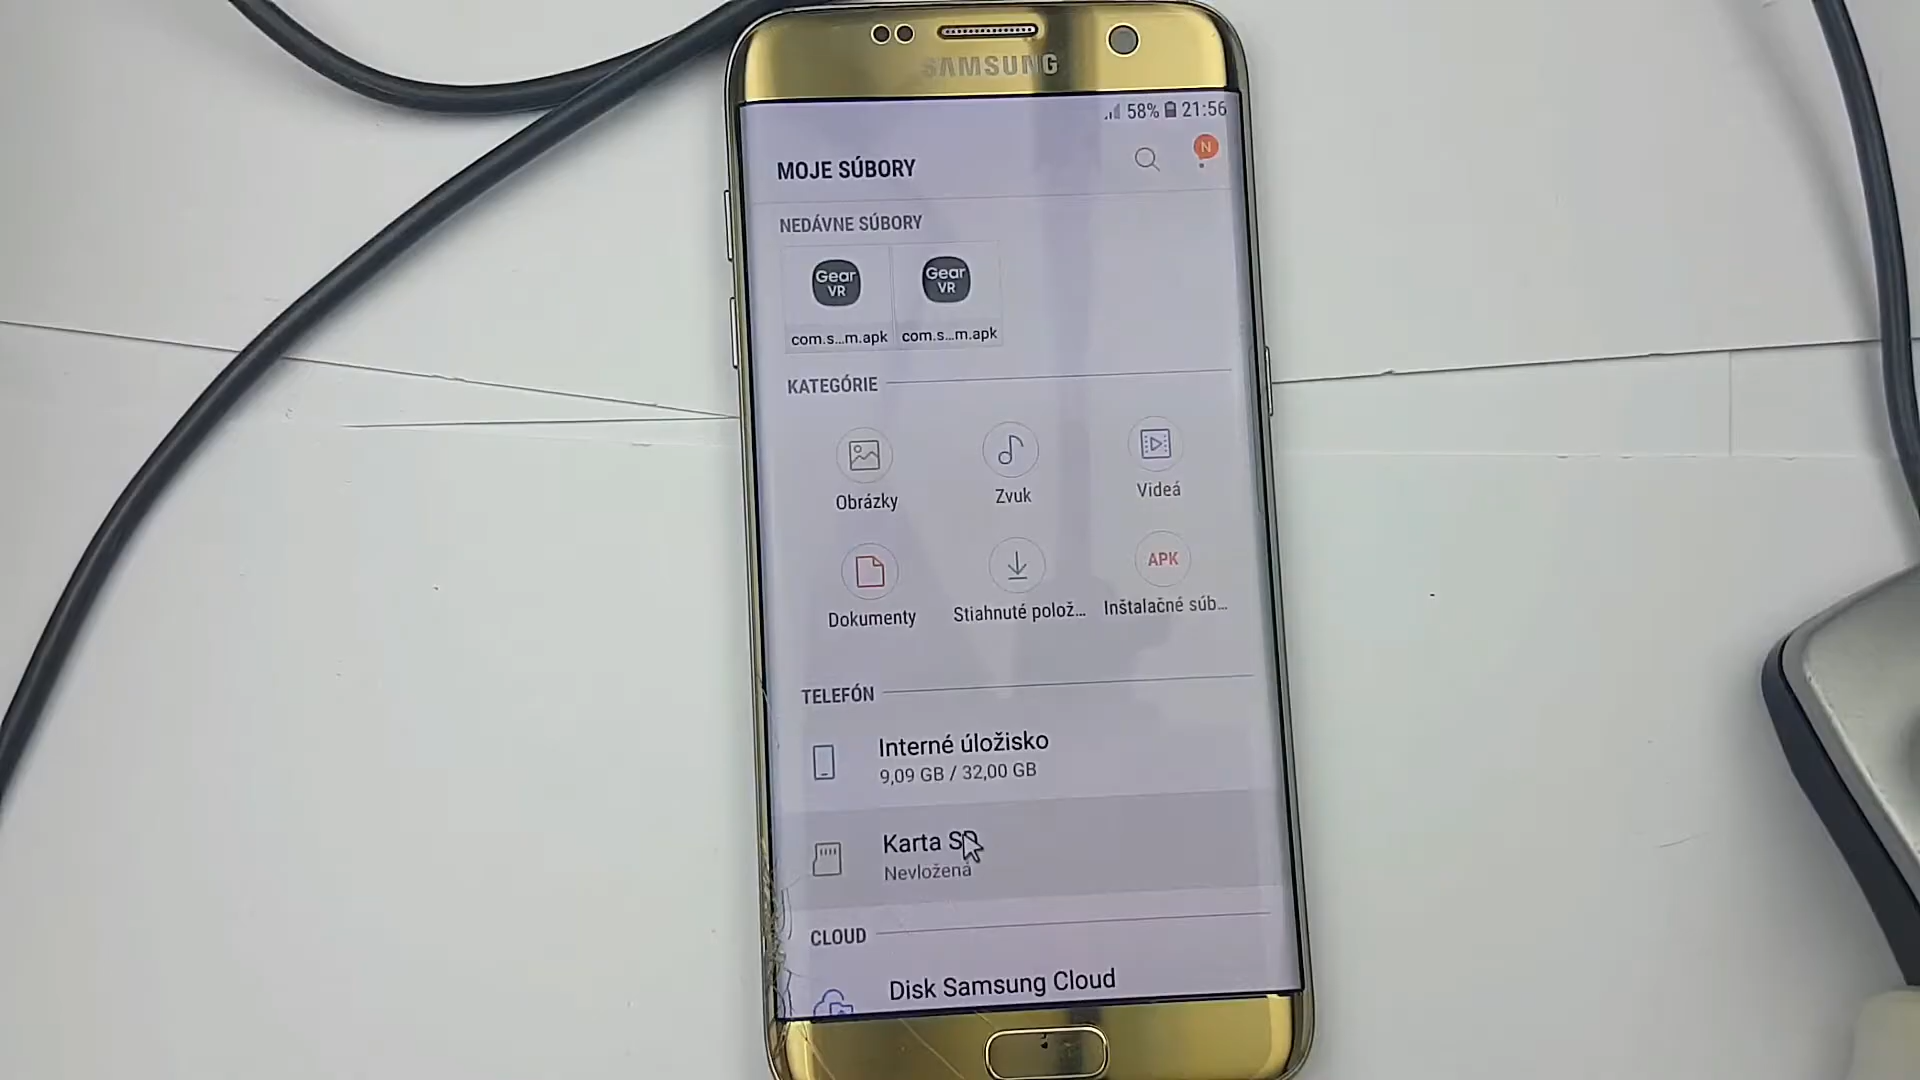 SAMSUNG
58% 21:56
MOJE SÚBORY
N
NEDÁVNE SÚBORY
Gear VR
Gear VR
com.s...m.apk
com.s...m.apk
KATEGÓRIE
Obrázky
Zvuk
Videá
APK
Dokumenty
Stiahnuté polož...
Inštalačné súb...
TELEFÓN
Interné úložisko
9,09 GB / 32,00 GB
Karta SD
Nevložená
CLOUD
Disk Samsung Cloud